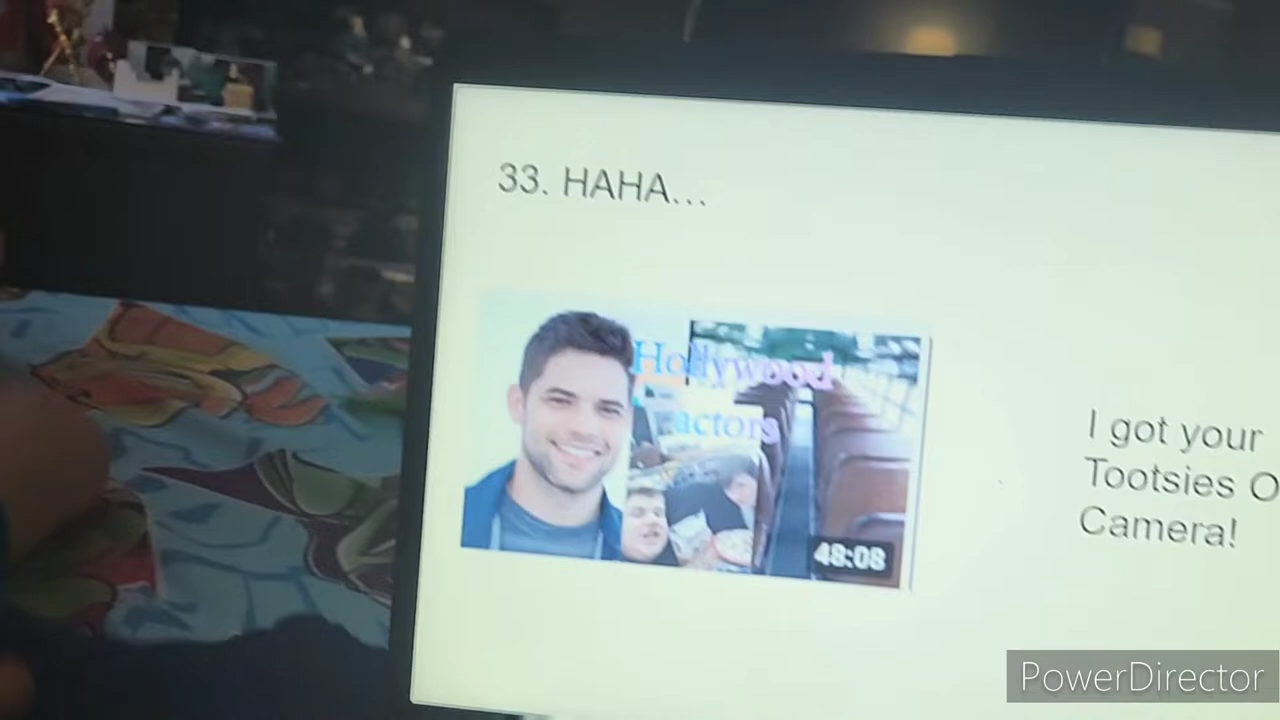 33. HAHA...
Hollywood
actors
48:08
I got your
Tootsies O
Camera!
PowerDirector